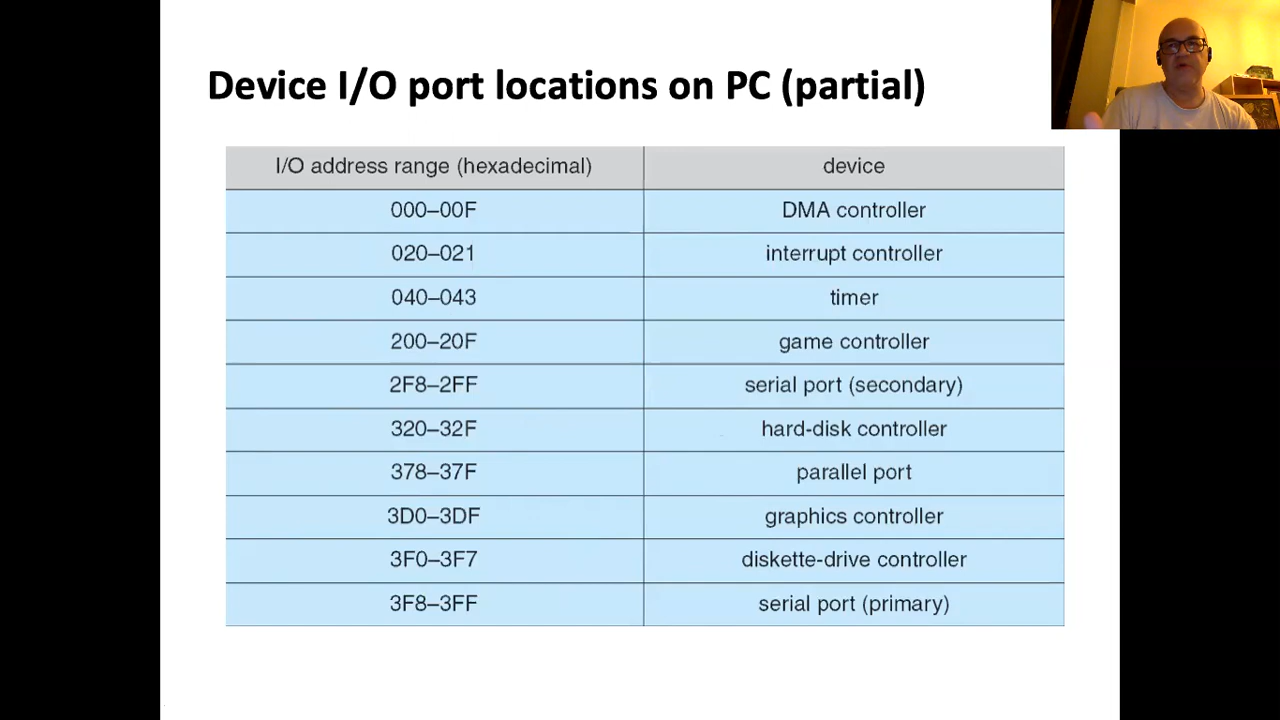 Device I/O port locations on PC (partial)
I/O address range (hexadecimal) device
000–00F DMA controller
020–021 interrupt controller
040–043 timer
200–20F game controller
2F8–2FF serial port (secondary)
320–32F hard-disk controller
378–37F parallel port
3D0–3DF graphics controller
3F0–3F7 diskette-drive controller
3F8–3FF serial port (primary)